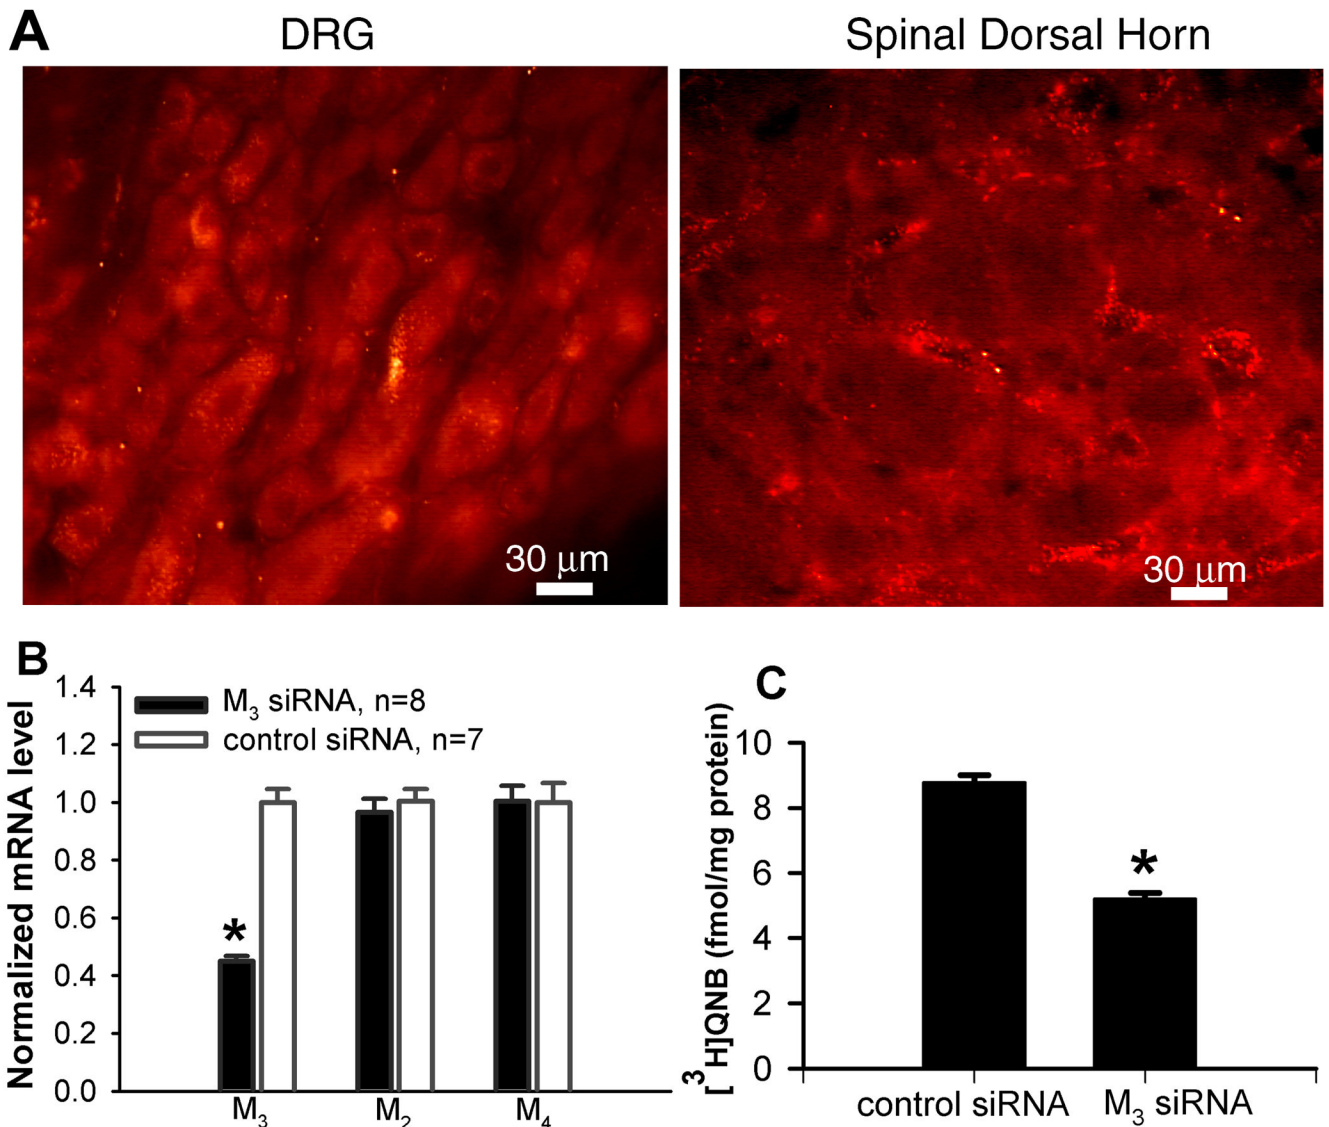 A
DRG
Spinal Dorsal Horn
30 μm
30 μm
B
Normalized mRNA level
1.4
1.2
1.0
0.8
0.6
0.4
0.2
0.0
M3 siRNA, n=8
control siRNA, n=7
*
M3
M2
M4
C
[3H]QNB (fmol/mg protein)
10
8
6
4
2
0
*
control siRNA
M3 siRNA